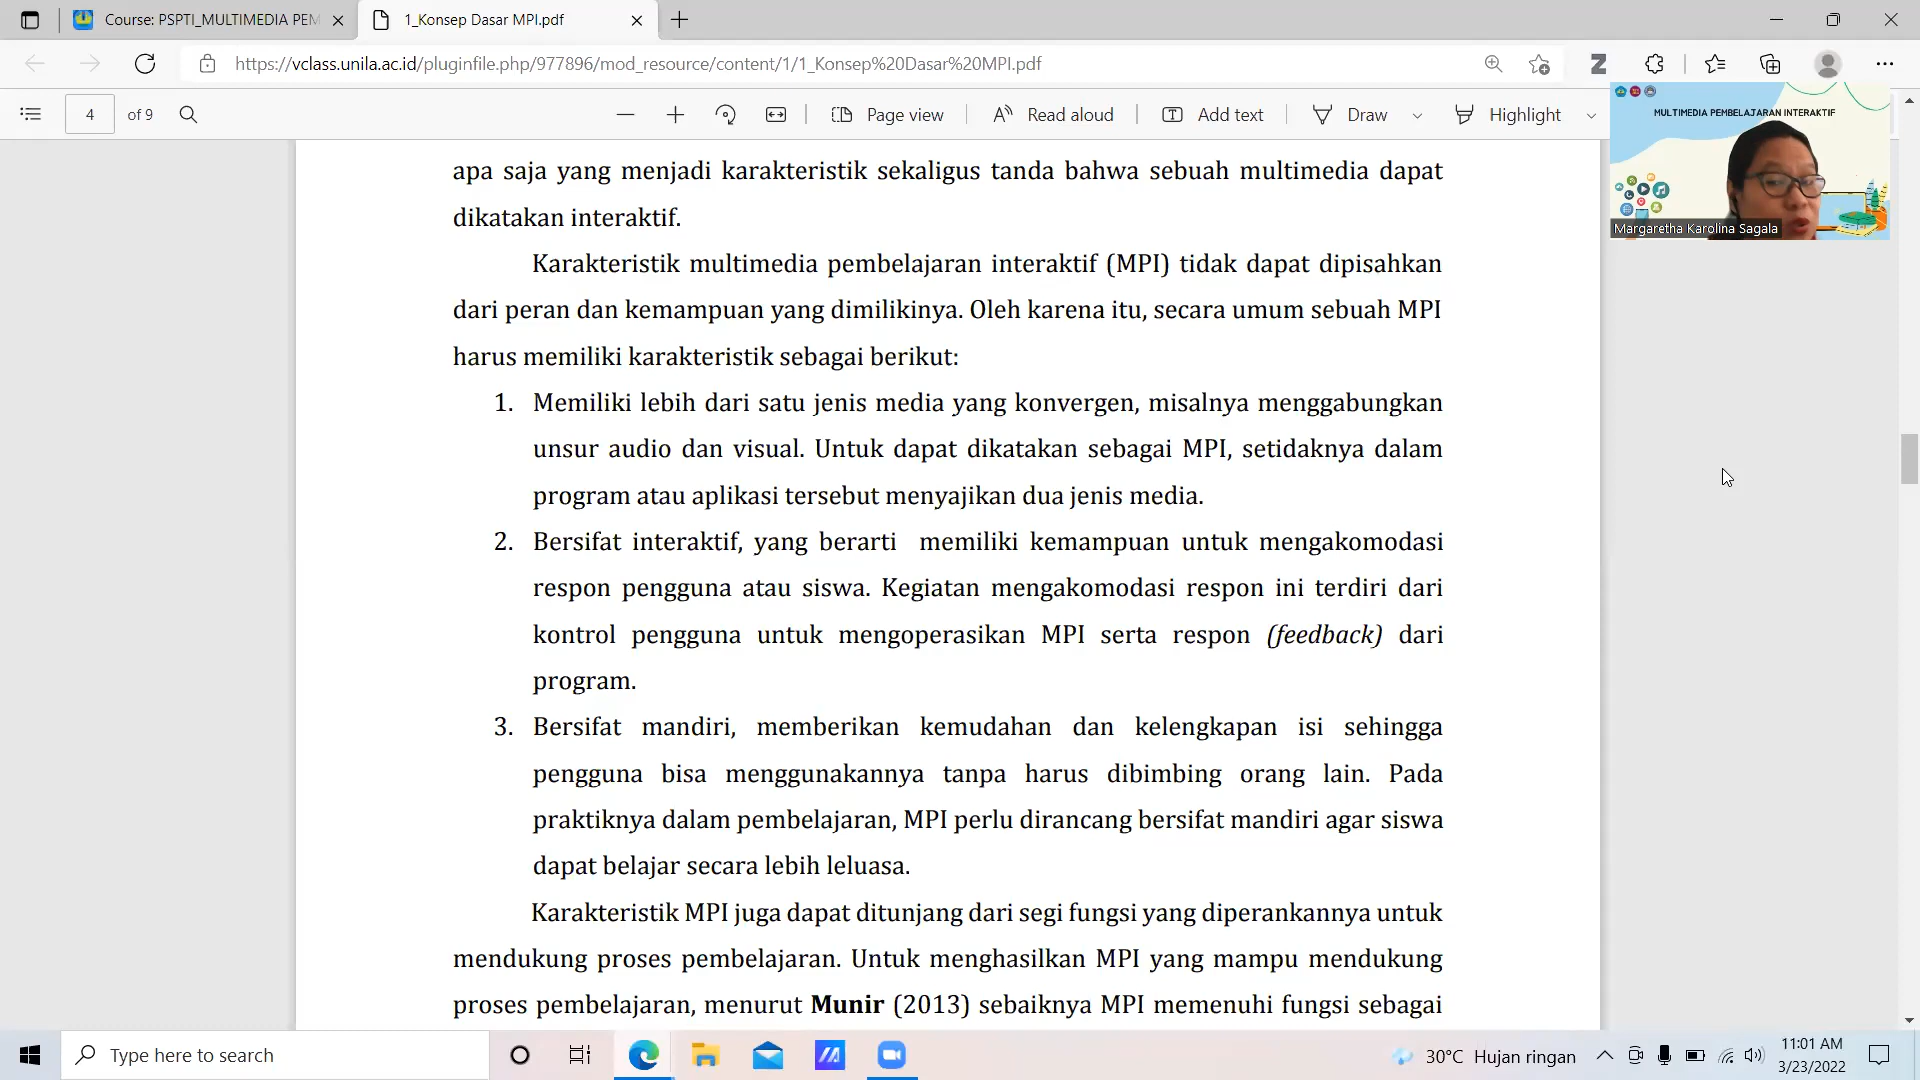 Course: PSPTI_MULTIMEDIA PEM
1_Konsep Dasar MPI.pdf
https://vclass.unila.ac.id/pluginfile.php/977896/mod_resource/content/1/1_Konsep%20Dasar%20MPI.pdf
4 of 9
Page view
Read aloud
Add text
Draw
Highlight
MULTIMEDIA PEMBELAJARAN INTERAKTIF
Margaretha Karolina Sagala
apa saja yang menjadi karakteristik sekaligus tanda bahwa sebuah multimedia dapat
dikatakan interaktif.
Karakteristik multimedia pembelajaran interaktif (MPI) tidak dapat dipisahkan
dari peran dan kemampuan yang dimilikinya. Oleh karena itu, secara umum sebuah MPI
harus memiliki karakteristik sebagai berikut:
1. Memiliki lebih dari satu jenis media yang konvergen, misalnya menggabungkan
unsur audio dan visual. Untuk dapat dikatakan sebagai MPI, setidaknya dalam
program atau aplikasi tersebut menyajikan dua jenis media.
2. Bersifat interaktif, yang berarti memiliki kemampuan untuk mengakomodasi
respon pengguna atau siswa. Kegiatan mengakomodasi respon ini terdiri dari
kontrol pengguna untuk mengoperasikan MPI serta respon (feedback) dari
program.
3. Bersifat mandiri, memberikan kemudahan dan kelengkapan isi sehingga
pengguna bisa menggunakannya tanpa harus dibimbing orang lain. Pada
praktiknya dalam pembelajaran, MPI perlu dirancang bersifat mandiri agar siswa
dapat belajar secara lebih leluasa.
Karakteristik MPI juga dapat ditunjang dari segi fungsi yang diperankannya untuk
mendukung proses pembelajaran. Untuk menghasilkan MPI yang mampu mendukung
proses pembelajaran, menurut Munir (2013) sebaiknya MPI memenuhi fungsi sebagai
Type here to search
30°C Hujan ringan
11:01 AM
3/23/2022